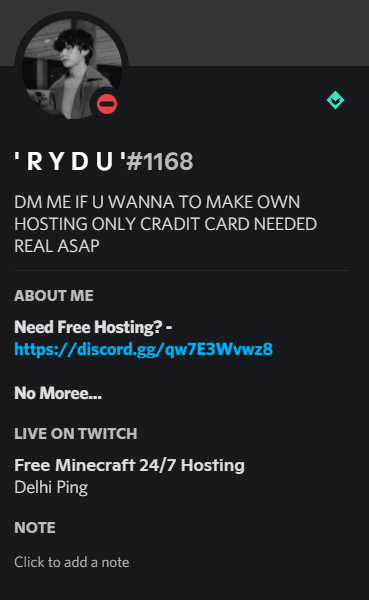 ' R Y D U '#1168
DM ME IF U WANNA TO MAKE OWN
HOSTING ONLY CRADIT CARD NEEDED
REAL ASAP
ABOUT ME
Need Free Hosting? -
https://discord.gg/qw7E3Wvwz8
No Moree...
LIVE ON TWITCH
Free Minecraft 24/7 Hosting
Delhi Ping
NOTE
Click to add a note